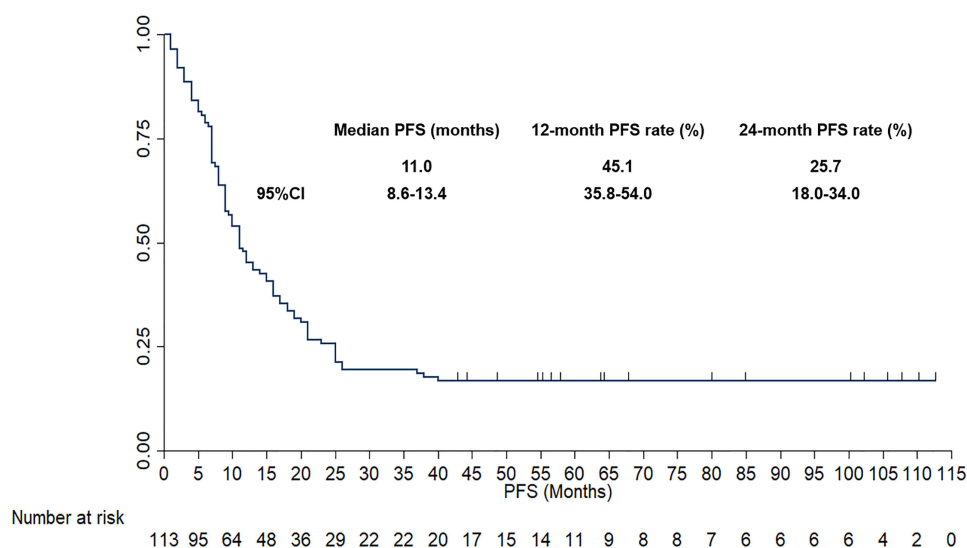 1.00
0.75
0.50
0.25
0.00
Median PFS (months) 12-month PFS rate (%) 24-month PFS rate (%)
11.0 45.1 25.7
95%CI 8.6-13.4 35.8-54.0 18.0-34.0
0 5 10 15 20 25 30 35 40 45 50 55 60 65 70 75 80 85 90 95 100 105 110 115
PFS (Months)
Number at risk
113 95 64 48 36 29 22 22 20 17 15 14 11 9 8 8 7 6 6 6 6 4 2 0